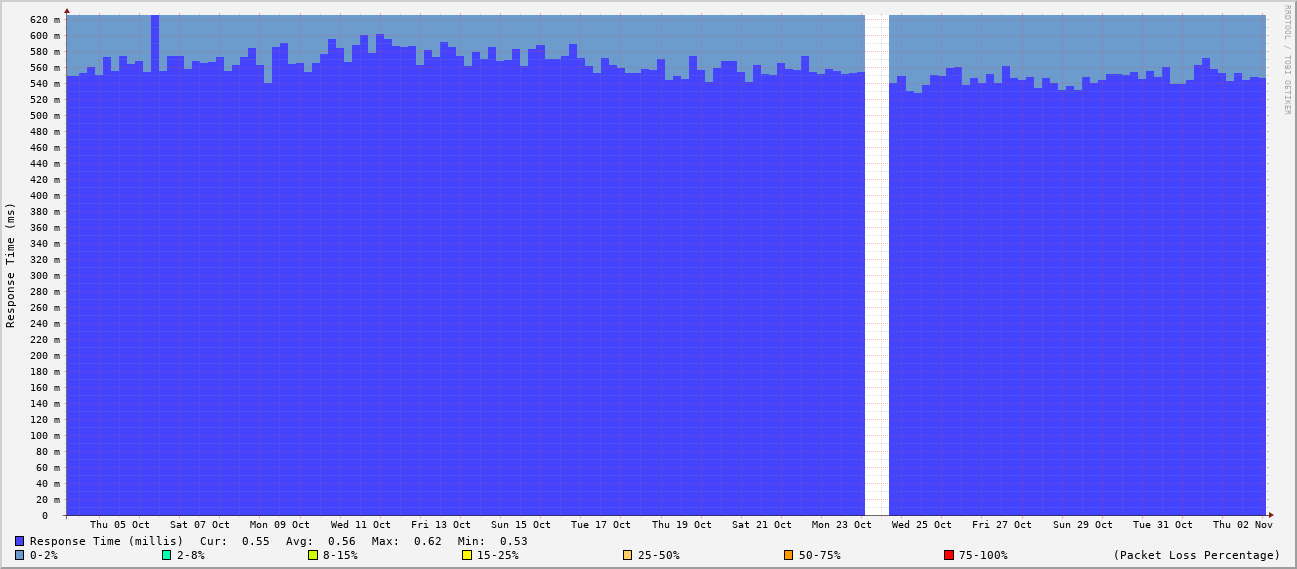 620 m
600 m
580 m
560 m
540 m
520 m
500 m
480 m
460 m
440 m
420 m
400 m
380 m
360 m
340 m
320 m
300 m
280 m
260 m
240 m
220 m
200 m
180 m
160 m
140 m
120 m
100 m
80 m
60 m
40 m
20 m
0
Response Time (ms)
RRDTOOL / TOBI OETIKER
Thu 05 Oct Sat 07 Oct Mon 09 Oct Wed 11 Oct Fri 13 Oct Sun 15 Oct Tue 17 Oct Thu 19 Oct Sat 21 Oct Mon 23 Oct Wed 25 Oct Fri 27 Oct Sun 29 Oct Tue 31 Oct Thu 02 Nov
Response Time (millis) Cur: 0.55 Avg: 0.56 Max: 0.62 Min: 0.53
0-2% 2-8% 8-15% 15-25% 25-50% 50-75% 75-100% (Packet Loss Percentage)